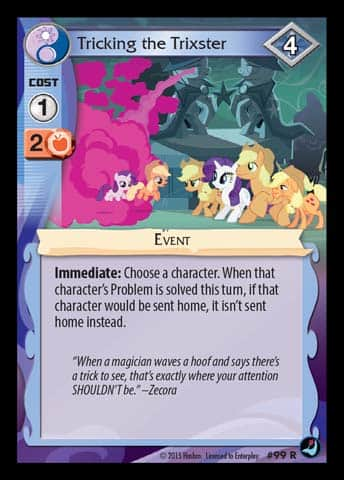 Tricking the Trixster
4
COST
1
2
EVENT
Immediate: Choose a character. When that
character's Problem is solved this turn, if that
character would be sent home, it isn't sent
home instead.
"When a magician waves a hoof and says there's
a trick to see, that's exactly where your attention
SHOULDN'T be." –Zecora
© 2015 Hasbro. Licensed to Enterplay. #99 R